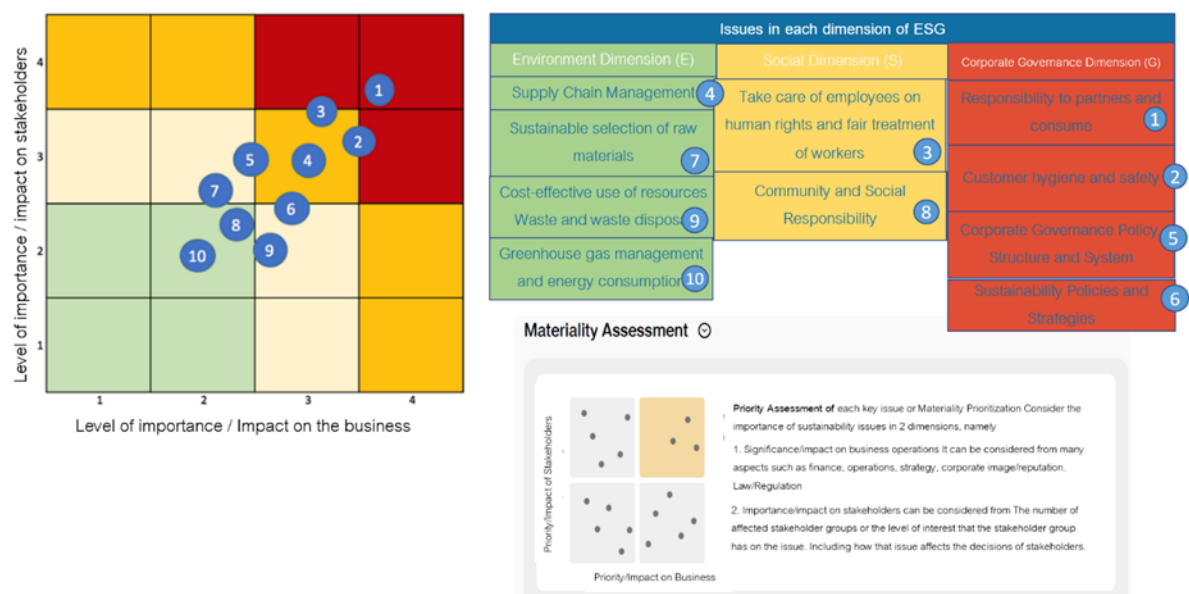 Level of importance / impact on stakeholders
4
3
2
1
1
2
3
4
Level of importance / Impact on the business
1
3
2
5
4
7
6
8
9
10
Issues in each dimension of ESG
Environment Dimension (E)
Supply Chain Management
4
Sustainable selection of raw
materials
7
Cost-effective use of resources
Waste and waste disposa
9
Greenhouse gas management
and energy consumption
10
Social Dimension (S)
Take care of employees on
human rights and fair treatment
of workers
3
Community and Social
Responsibility
8
Corporate Governance Dimension (G)
Responsibility to partners and
consume
1
Customer hygiene and safety
2
Corporate Governance Policy
Structure and System
5
Sustainability Policies and
Strategies
6
Materiality Assessment
Priority/Impact of Stakeholders
Priority/Impact on Business
Priority Assessment of each key issue or Materiality Prioritization Consider the
importance of sustainability issues in 2 dimensions, namely
1. Significance/impact on business operations It can be considered from many
aspects such as finance, operations, strategy, corporate image/reputation.
Law/Regulation
2. Importance/impact on stakeholders can be considered from The number of
affected stakeholder groups or the level of interest that the stakeholder group
has on the issue. Including how that issue affects the decisions of stakeholders.